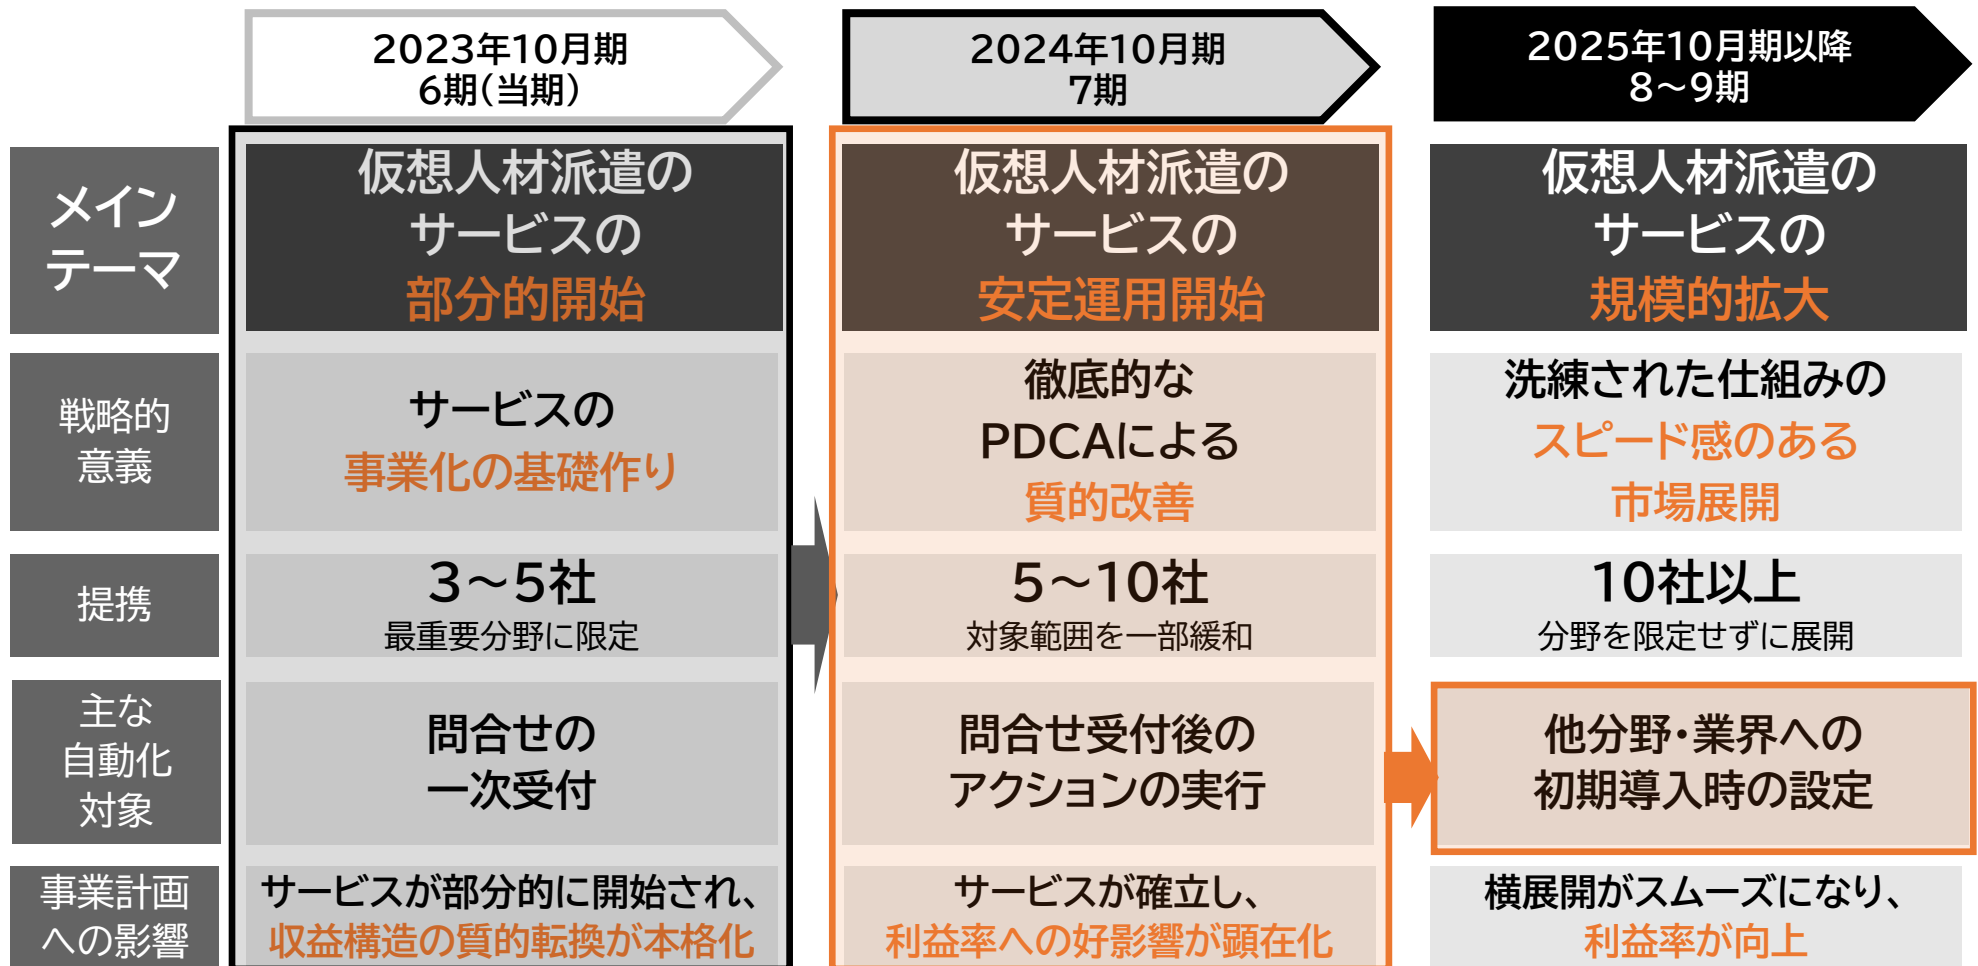 2023年10月期
6期(当期)
2024年10月期
7期
2025年10月期以降
8～9期
メイン
テーマ
仮想人材派遣の
サービスの
部分的開始
仮想人材派遣の
サービスの
安定運用開始
仮想人材派遣の
サービスの
規模的拡大
戦略的
意義
サービスの
事業化の基礎作り
徹底的な
PDCAによる
質的改善
洗練された仕組みの
スピード感のある
市場展開
提携
3～5社
最重要分野に限定
5～10社
対象範囲を一部緩和
10社以上
分野を限定せずに展開
主な
自動化
対象
問合せの
一次受付
問合せ受付後の
アクションの実行
他分野・業界への
初期導入時の設定
事業計画
への影響
サービスが部分的に開始され、
収益構造の質的転換が本格化
サービスが確立し、
利益率への好影響が顕在化
横展開がスムーズになり、
利益率が向上